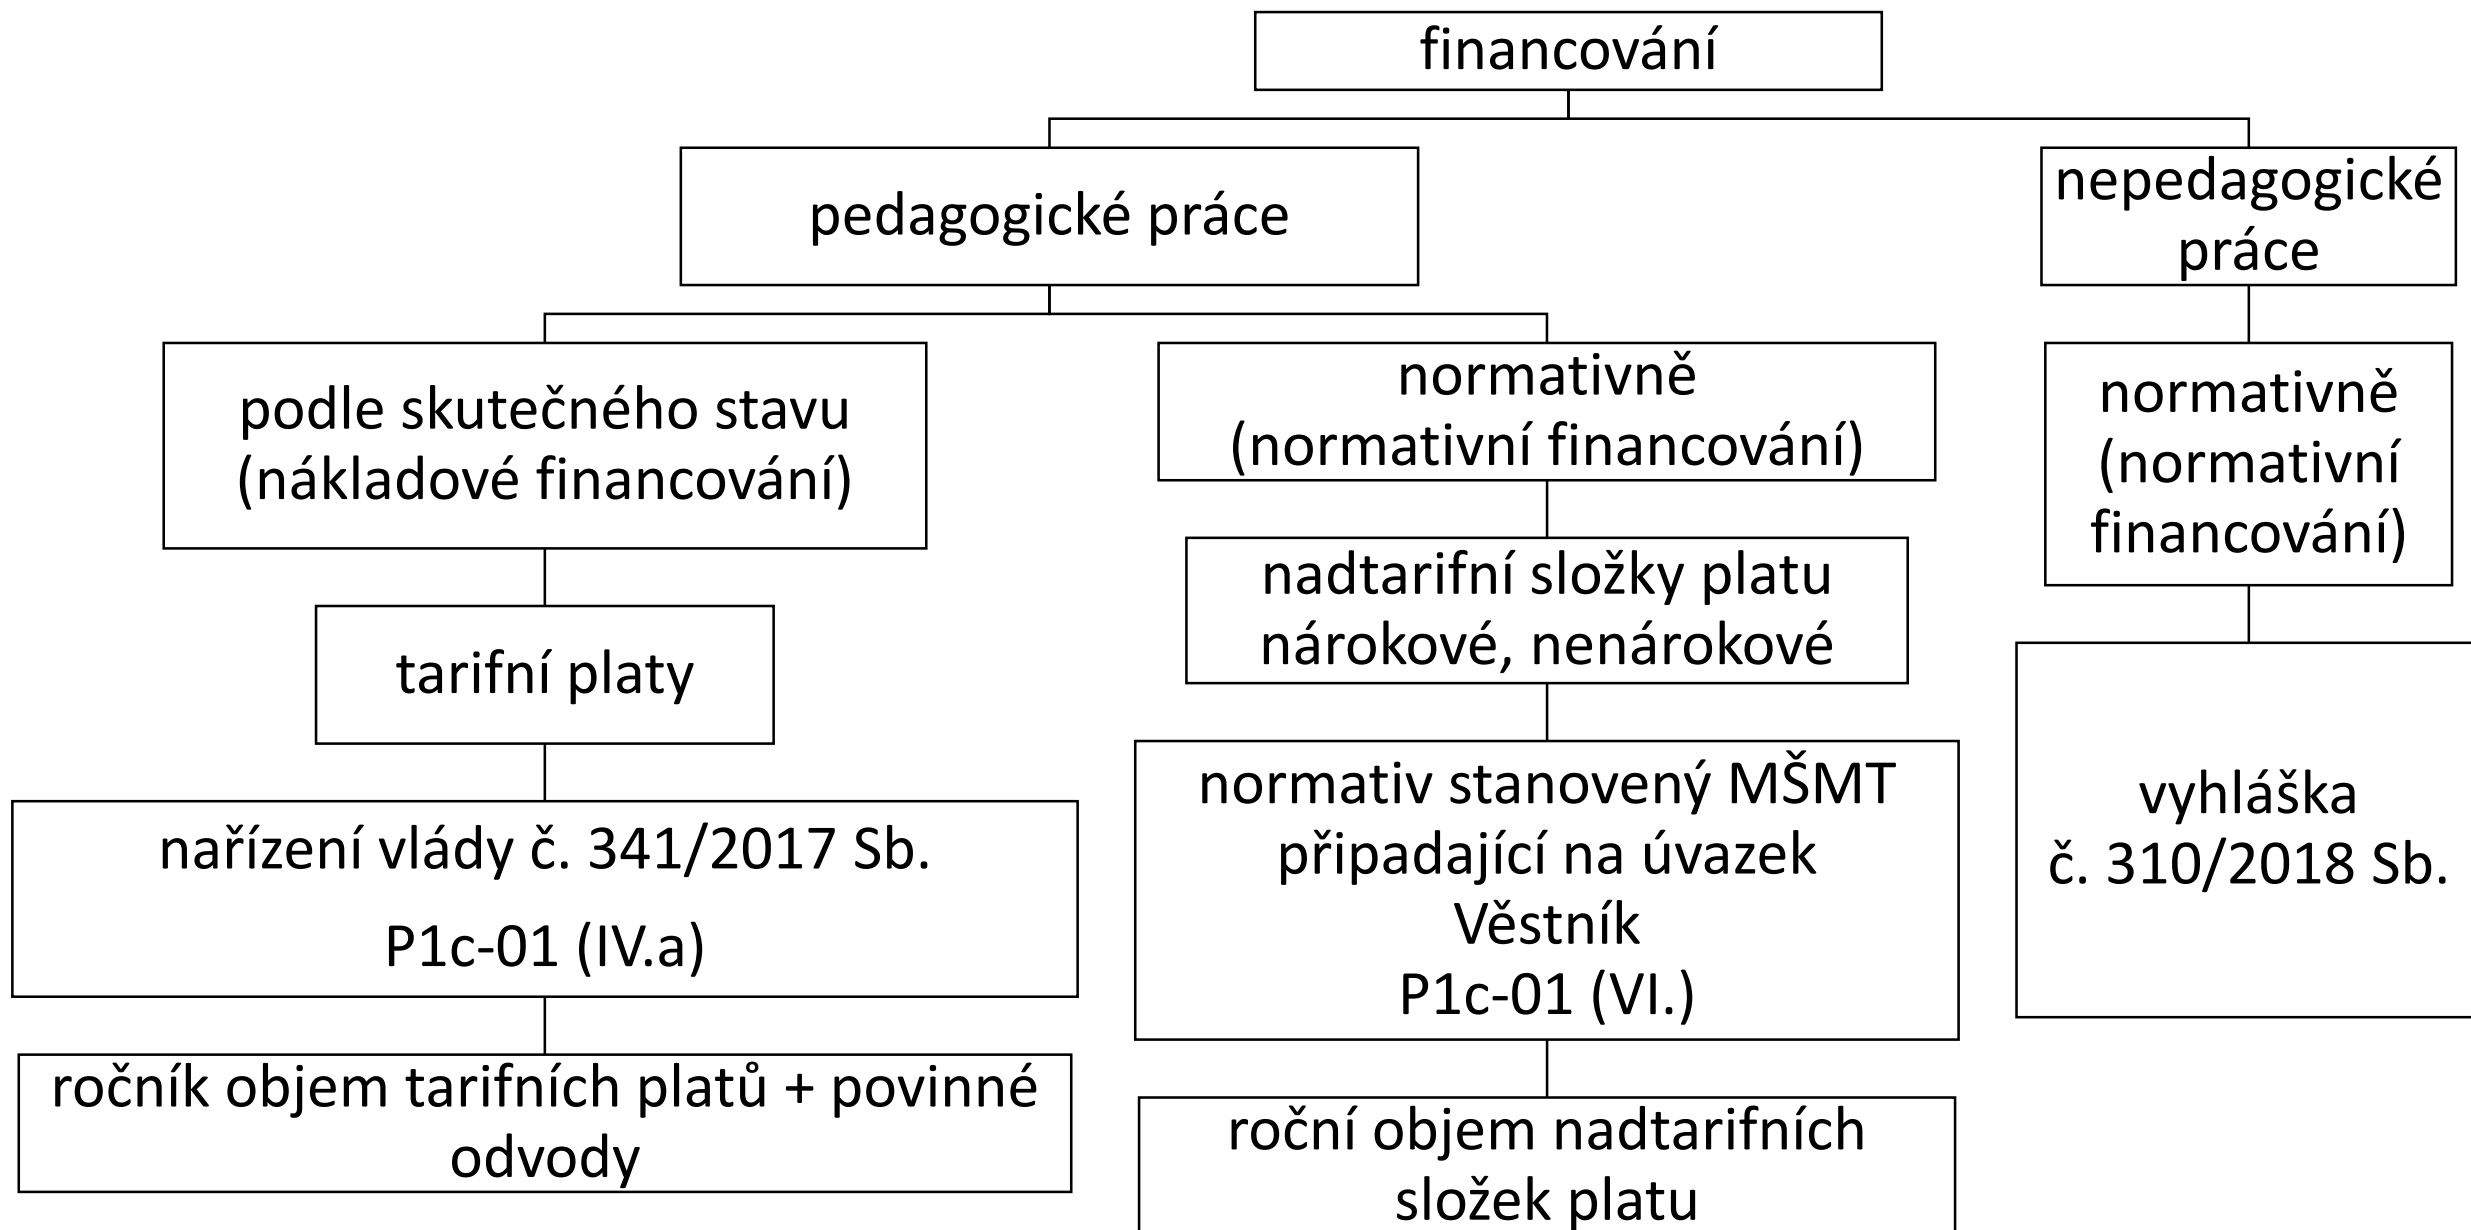 financování
pedagogické práce
nepedagogické
práce
podle skutečného stavu
(nákladové financování)
normativně
(normativní financování)
normativně
(normativní
financování)
tarifní platy
nadtarifní složky platu
nárokové, nenárokové
nařízení vlády č. 341/2017 Sb.
P1c-01 (IV.a)
normativ stanovený MŠMT
připadající na úvazek
Věstník
P1c-01 (VI.)
vyhláška
č. 310/2018 Sb.
ročník objem tarifních platů + povinné
odvody
roční objem nadtarifních
složek platu